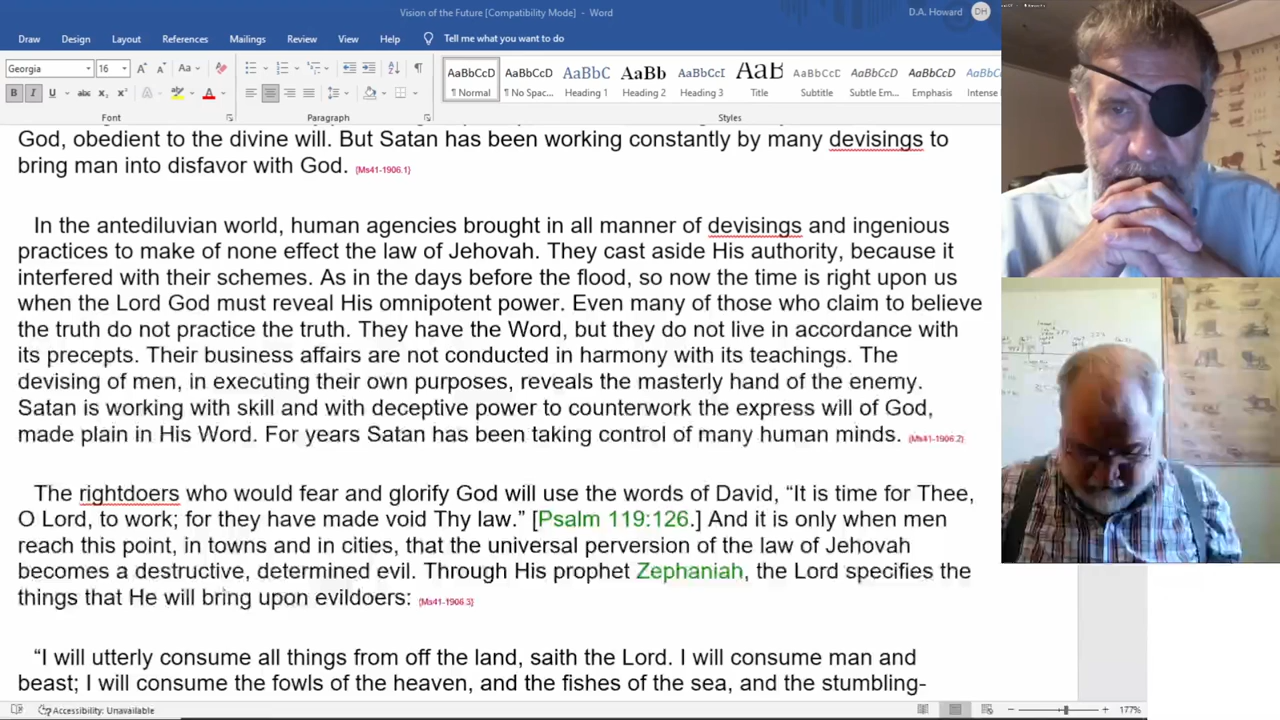 Vision of the Future [Compatibility Mode] - Word
D.A. Howard DH
Draw Design Layout References Mailings Review View Help Tell me what you want to do
Georgia 16
AaBbCcD AaBbCcD AaBbC AaBb AaBbCcI AaB AaBbCcD AaBbCcD AaBbCcD AaBbC
¶ Normal ¶ No Spac... Heading 1 Heading 2 Heading 3 Title Subtitle Subtle Em... Emphasis Intense
Font Paragraph Styles
God, obedient to the divine will. But Satan has been working constantly by many devisings to
bring man into disfavor with God. {Ms41-1906.1}
In the antediluvian world, human agencies brought in all manner of devisings and ingenious
practices to make of none effect the law of Jehovah. They cast aside His authority, because it
interfered with their schemes. As in the days before the flood, so now the time is right upon us
when the Lord God must reveal His omnipotent power. Even many of those who claim to believe
the truth do not practice the truth. They have the Word, but they do not live in accordance with
its precepts. Their business affairs are not conducted in harmony with its teachings. The
devising of men, in executing their own purposes, reveals the masterly hand of the enemy.
Satan is working with skill and with deceptive power to counterwork the express will of God,
made plain in His Word. For years Satan has been taking control of many human minds. {Ms41-1906.2}
The rightdoers who would fear and glorify God will use the words of David, “It is time for Thee,
O Lord, to work; for they have made void Thy law.” [Psalm 119:126.] And it is only when men
reach this point, in towns and in cities, that the universal perversion of the law of Jehovah
becomes a destructive, determined evil. Through His prophet Zephaniah, the Lord specifies the
things that He will bring upon evildoers: {Ms41-1906.3}
“I will utterly consume all things from off the land, saith the Lord. I will consume man and
beast; I will consume the fowls of the heaven, and the fishes of the sea, and the stumbling-
Accessibility: Unavailable
177%